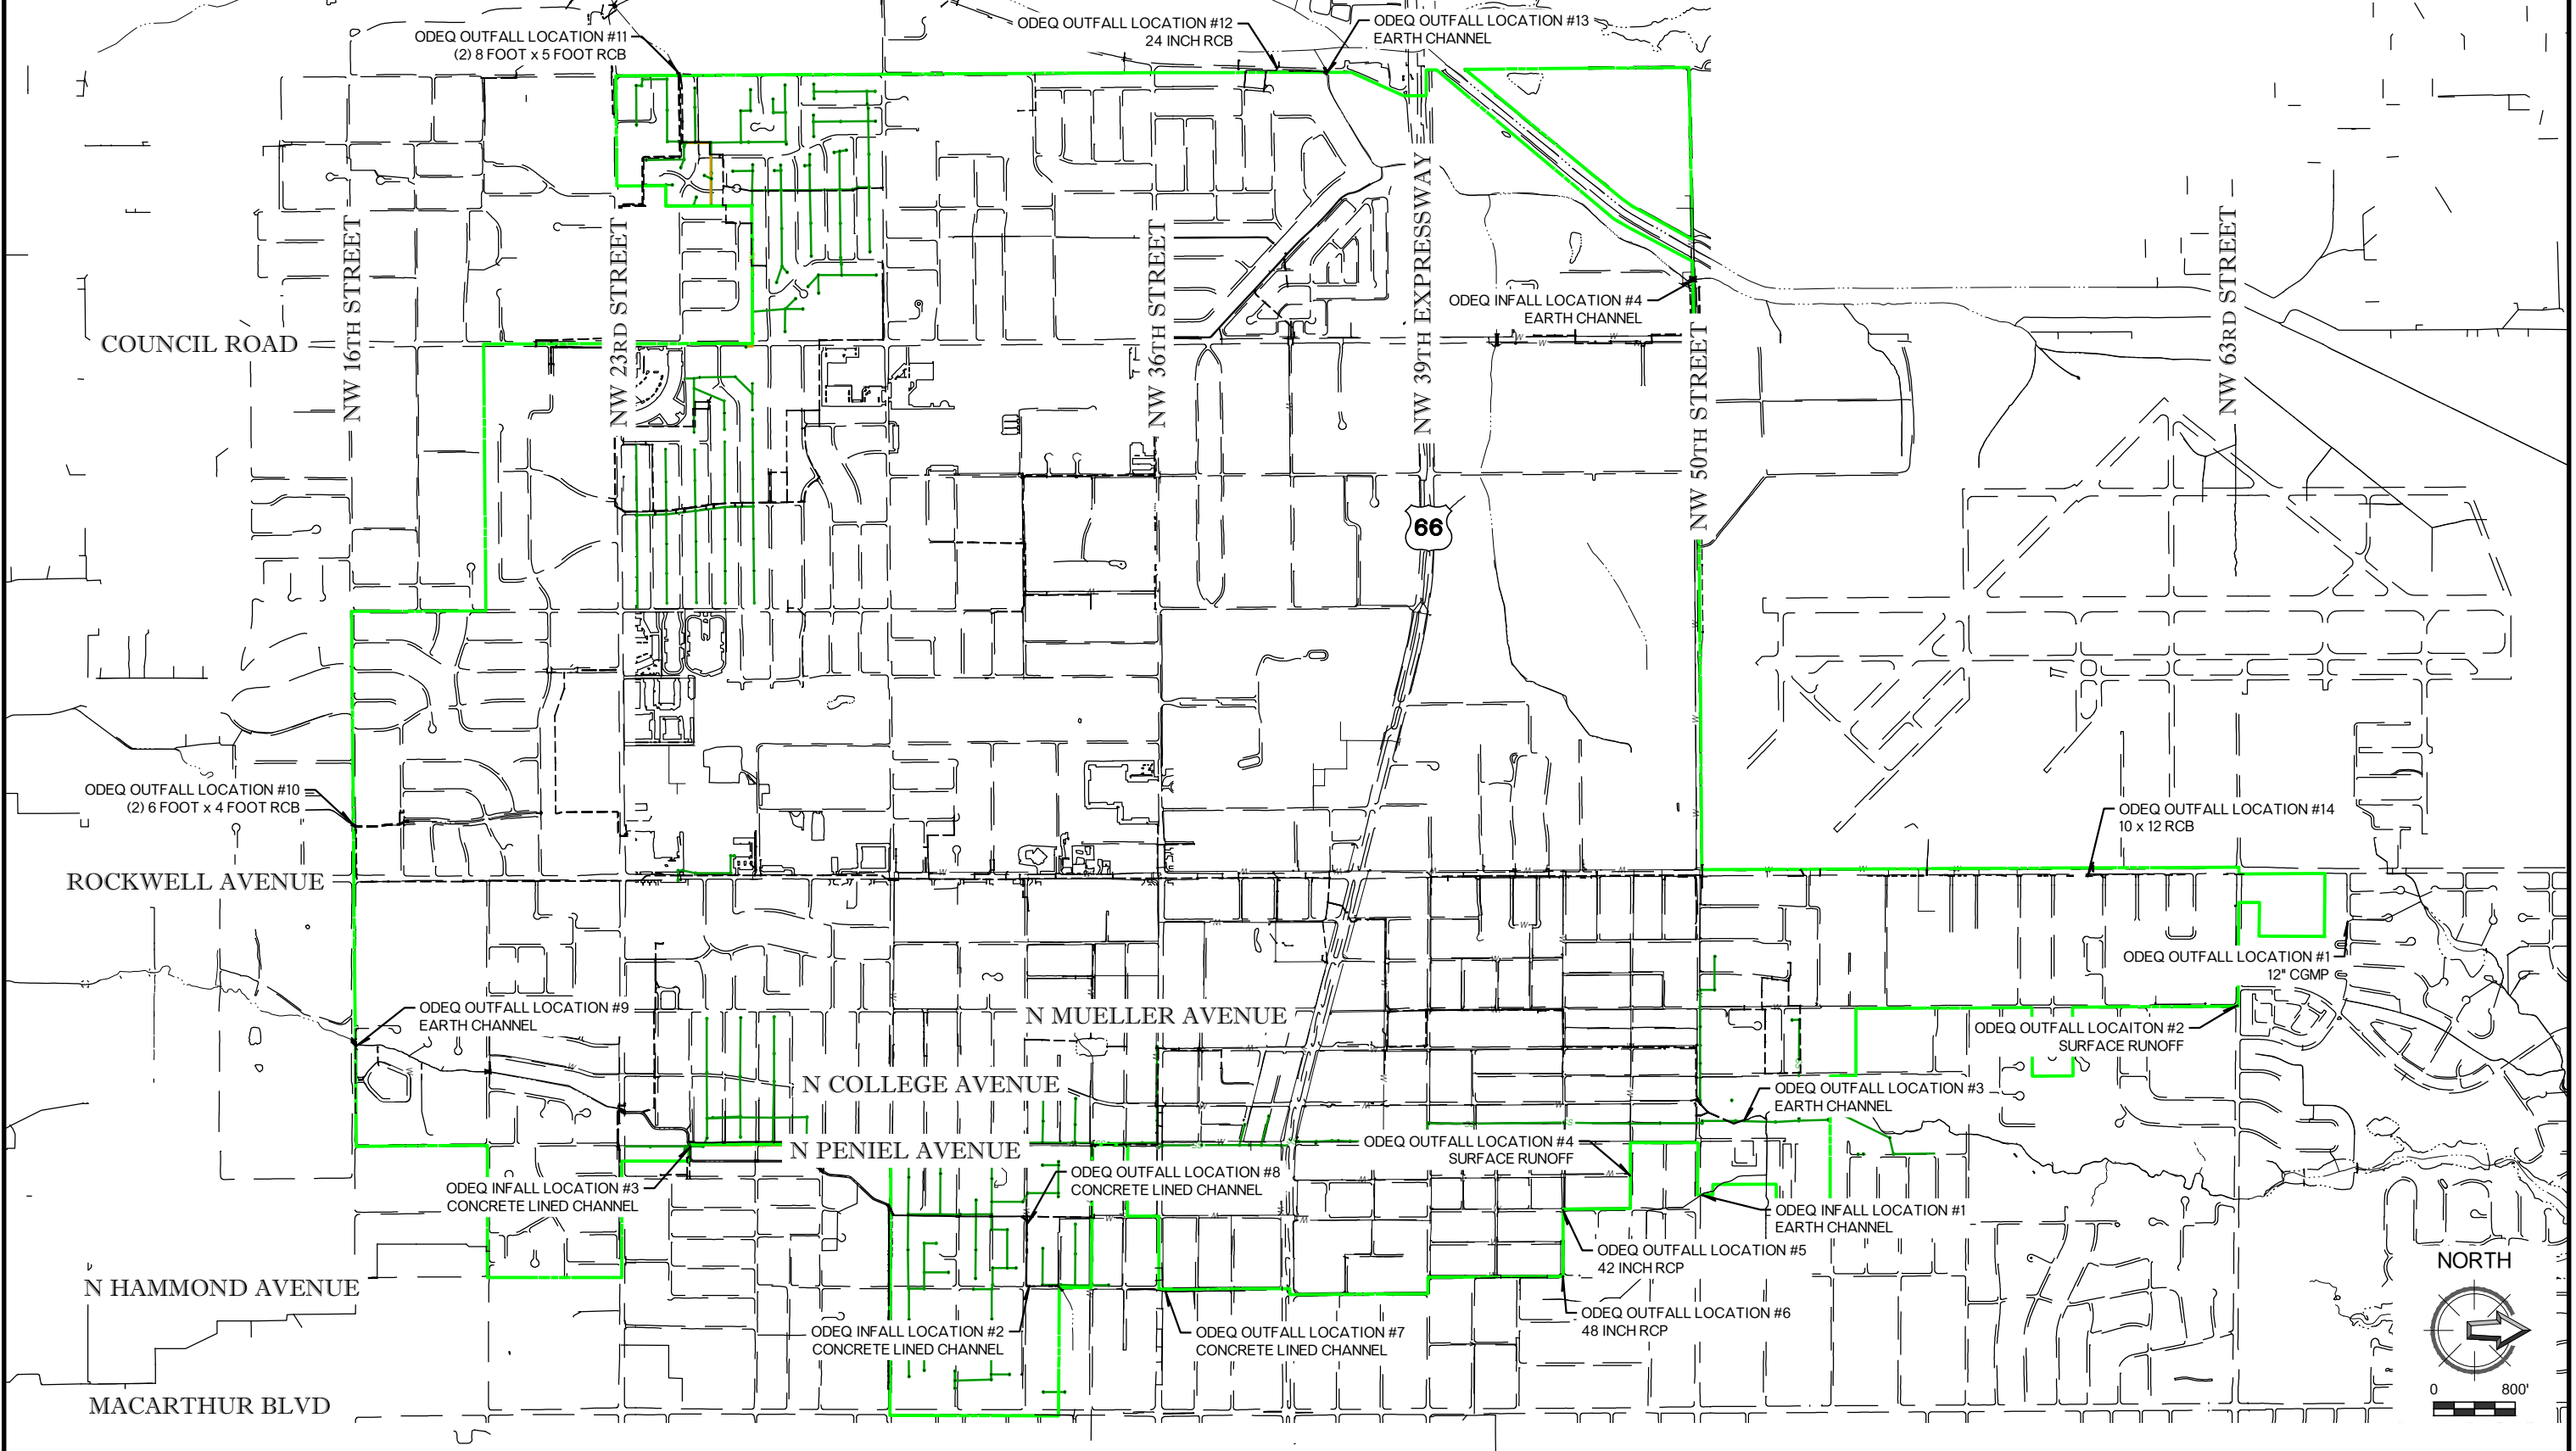 ODEQ OUTFALL LOCATION #11
(2) 8 FOOT x 5 FOOT RCB
ODEQ OUTFALL LOCATION #12
24 INCH RCB
ODEQ OUTFALL LOCATION #13
EARTH CHANNEL
NW 16TH STREET
NW 23RD STREET
NW 36TH STREET
NW 39TH EXPRESSWAY
NW 50TH STREET
NW 63RD STREET
ODEQ INFALL LOCATION #4
EARTH CHANNEL
COUNCIL ROAD
66
ODEQ OUTFALL LOCATION #10
(2) 6 FOOT x 4 FOOT RCB
ODEQ OUTFALL LOCATION #14
10 x 12 RCB
ROCKWELL AVENUE
ODEQ OUTFALL LOCATION #1
12" CGMP
ODEQ OUTFALL LOCATION #9
EARTH CHANNEL
N MUELLER AVENUE
ODEQ OUTFALL LOCAITON #2
SURFACE RUNOFF
N COLLEGE AVENUE
ODEQ OUTFALL LOCATION #3
EARTH CHANNEL
N PENIEL AVENUE
ODEQ OUTFALL LOCATION #4
SURFACE RUNOFF
ODEQ OUTFALL LOCATION #8
CONCRETE LINED CHANNEL
ODEQ INFALL LOCATION #3
CONCRETE LINED CHANNEL
ODEQ INFALL LOCATION #1
EARTH CHANNEL
ODEQ OUTFALL LOCATION #5
42 INCH RCP
NORTH
N HAMMOND AVENUE
ODEQ OUTFALL LOCATION #6
48 INCH RCP
ODEQ INFALL LOCATION #2
CONCRETE LINED CHANNEL
ODEQ OUTFALL LOCATION #7
CONCRETE LINED CHANNEL
0 800'
MACARTHUR BLVD